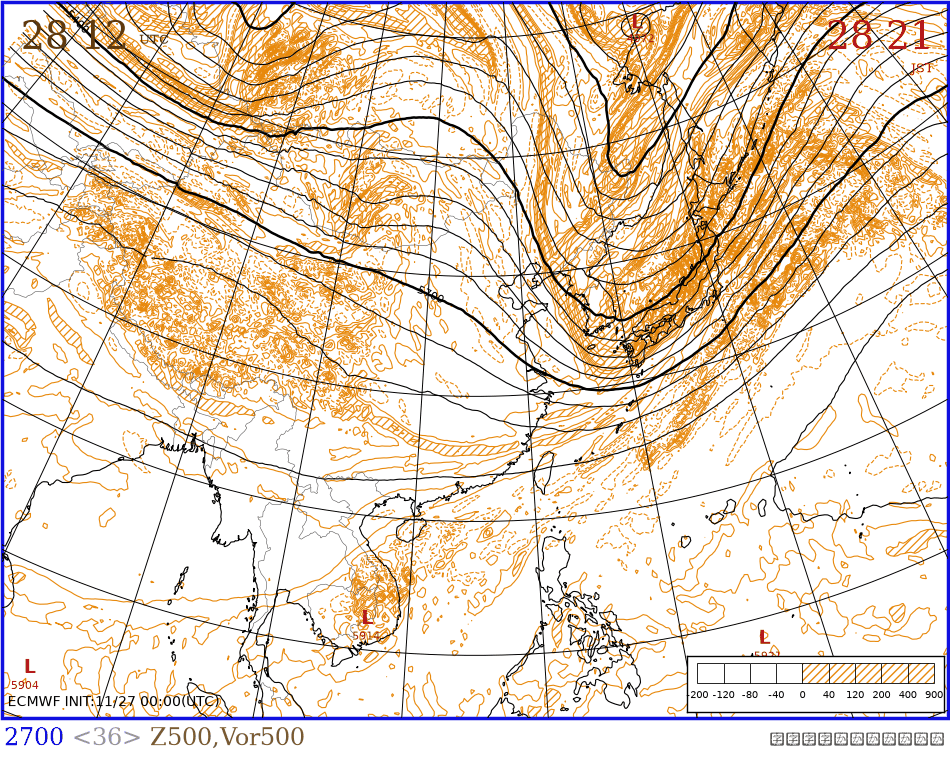 28 12 UTC
28 21
JST
L
5700
L
5914
L
5921
L
5904
ECMWF INIT:11/27 00:00(UTC)
-200 -120 -80 -40 0 40 120 200 400 900
2700 <36> Z500,Vor500